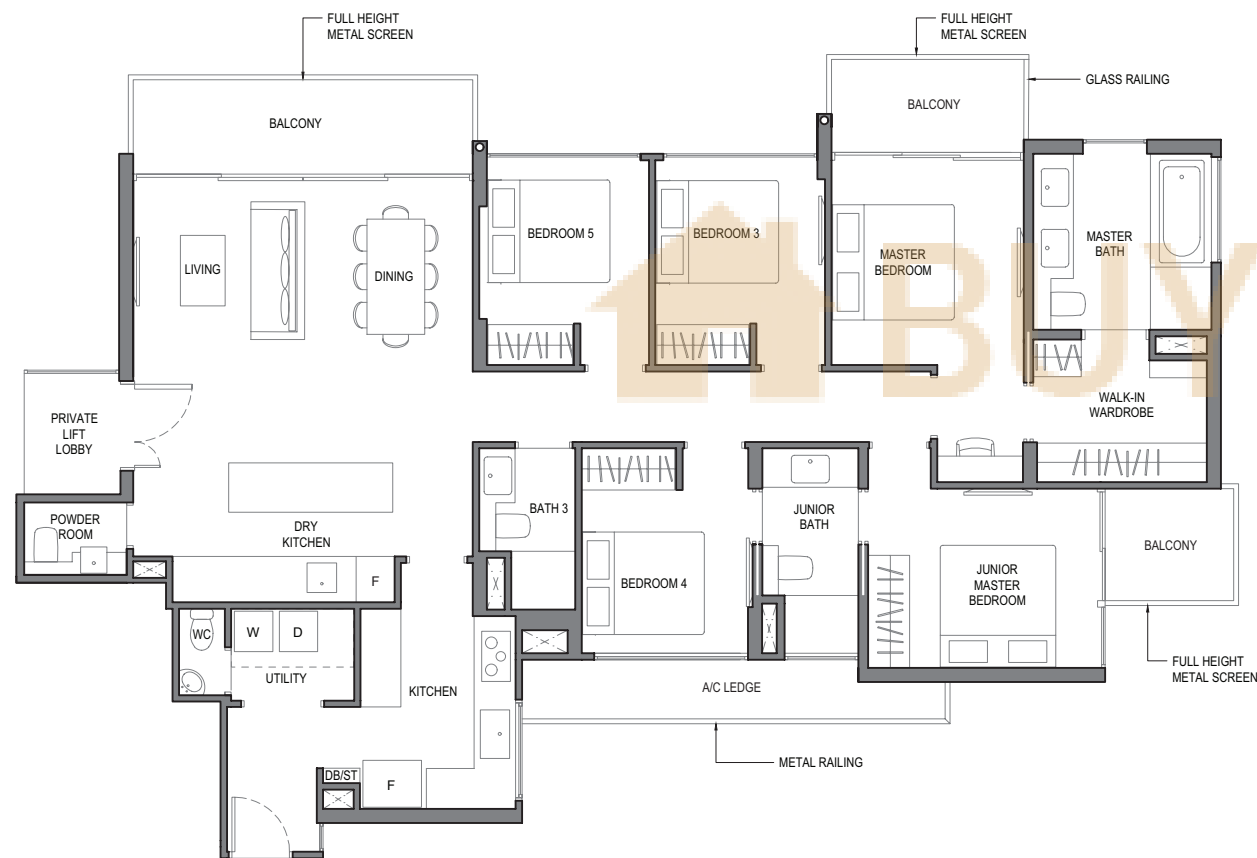 FULL HEIGHT
METAL SCREEN
FULL HEIGHT
METAL SCREEN
GLASS RAILING
BALCONY
BALCONY
BEDROOM 5
BEDROOM 3
MASTER
BEDROOM
MASTER
BATH
LIVING
DINING
BUY
WALK-IN
WARDROBE
PRIVATE
LIFT
LOBBY
POWDER
ROOM
DRY
KITCHEN
F
BATH 3
JUNIOR
BATH
BEDROOM 4
JUNIOR
MASTER
BEDROOM
BALCONY
WC
W
D
UTILITY
KITCHEN
A/C LEDGE
FULL HEIGHT
METAL SCREEN
METAL RAILING
DB/ST
F